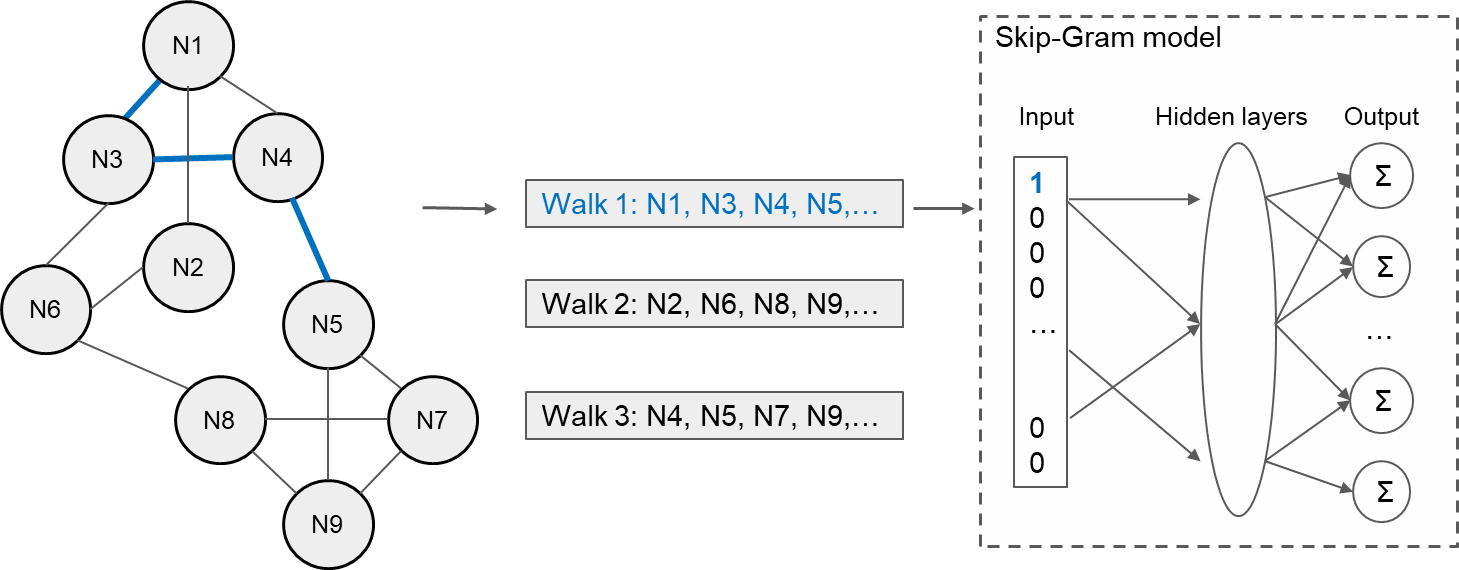 N1
N3
N4
N2
N6
N5
N8
N7
N9
Walk 1: N1, N3, N4, N5,…
Walk 2: N2, N6, N8, N9,…
Walk 3: N4, N5, N7, N9,…
Skip-Gram model
Input
Hidden layers
Output
1
0
0
0
…
0
0
Σ
Σ
…
Σ
Σ